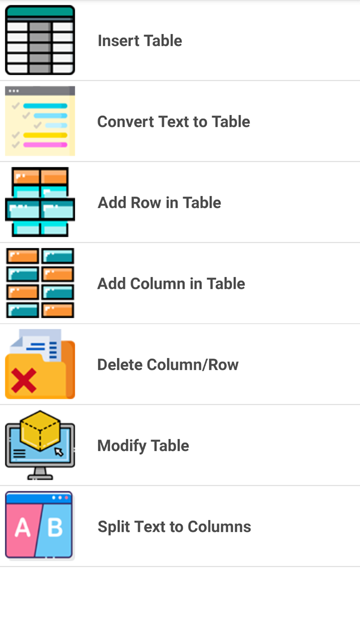 Insert Table
Convert Text to Table
Add Row in Table
Add Column in Table
Delete Column/Row
Modify Table
A B
Split Text to Columns